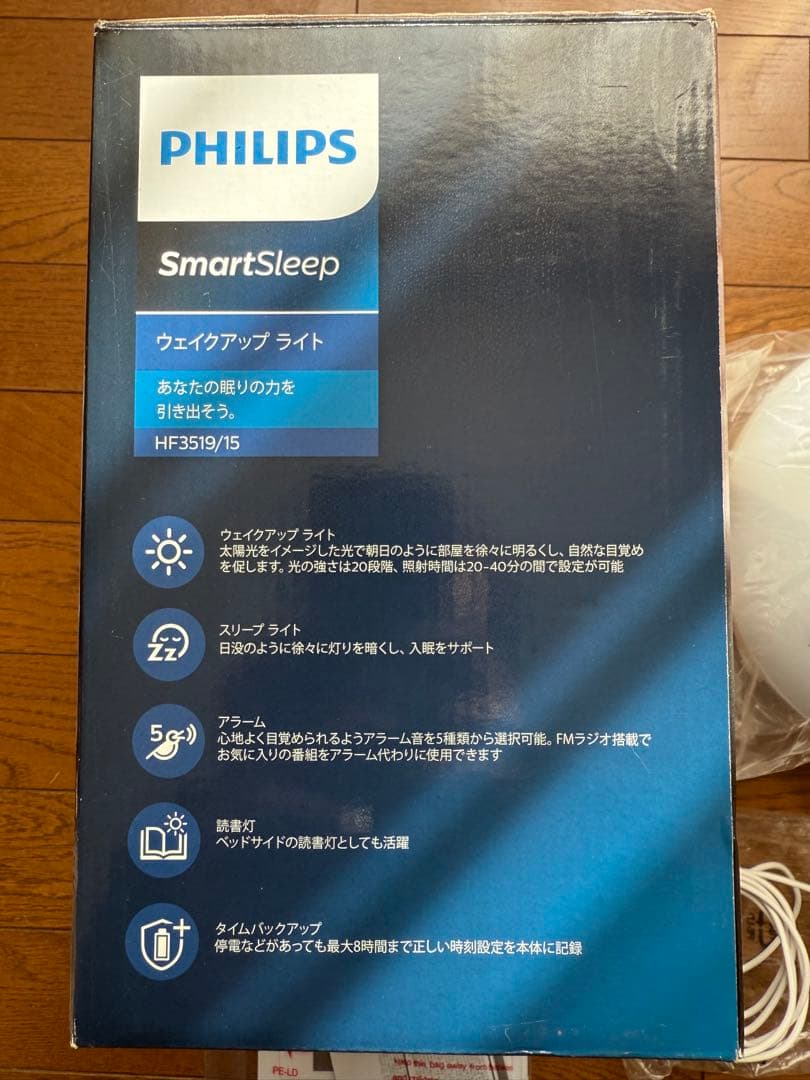 PHILIPS
SmartSleep
ウェイクアップ ライト
あなたの眠りの力を
引き出そう。
HF3519/15
ウェイクアップ ライト
太陽光をイメージした光で朝日のように部屋を徐々に明るくし、自然な目覚め
を促します。光の強さは20段階、照射時間は20-40分の間で設定が可能
スリープ ライト
日没のように徐々に灯りを暗くし、入眠をサポート
アラーム
心地よく目覚められるようアラーム音を5種類から選択可能。FMラジオ搭載で
お気に入りの番組をアラーム代わりに使用できます
読書灯
ベッドサイドの読書灯としても活躍
タイムバックアップ
停電などがあっても最大8時間まで正しい時刻設定を本体に記録
zz
5
PE-LD
keep this bag away from babies